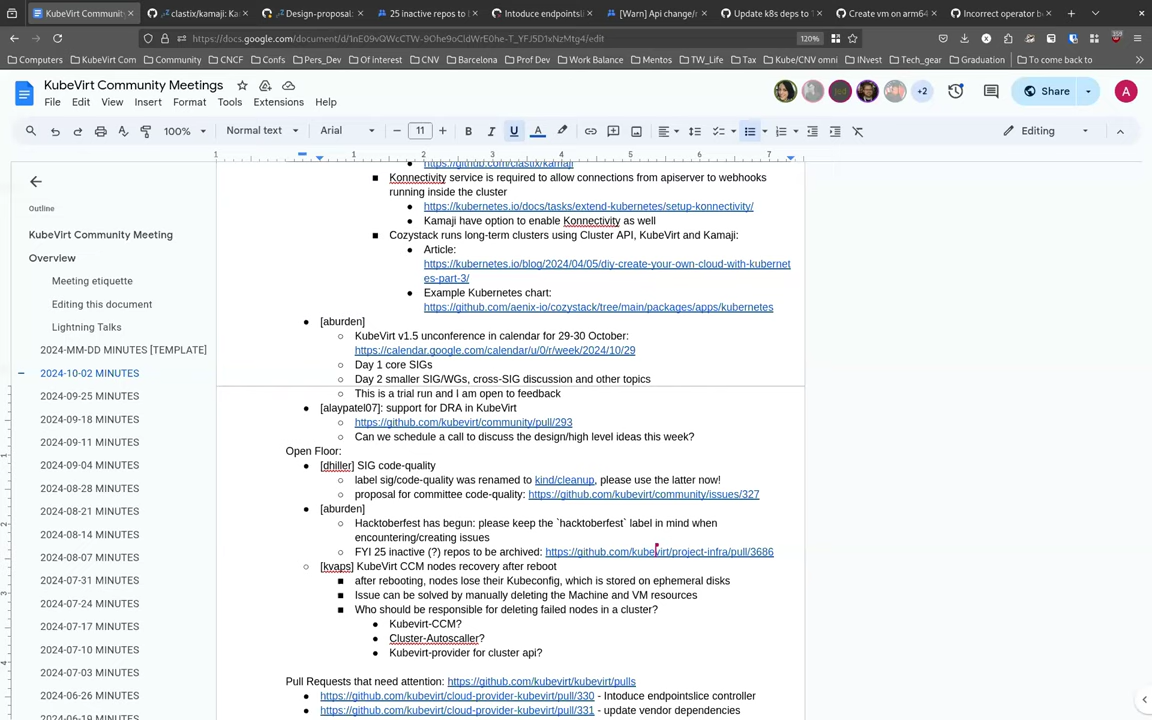 KubeVirt Community
clastix/kamaji: Ka
Design-proposal:
25 inactive repos to
Intoduce endpointsli
[Warn] Api change/
Update k8s deps to 1
Create vm on arm64
Incorrect operator b
https://docs.google.com/document/d/1nE09vQWcCTW-9Ohe9oCldWrE0he-T_YFJ5D1xNzMtg4/edit
120%
Computers
KubeVirt Com
Community
CNCF
Confs
Pers_Dev
Of interest
CNV
Barcelona
Prof Dev
Work Balance
Mentos
TW_Life
Tax
Kube/CNV omni
INvest
Tech_gear
Graduation
To come back to
KubeVirt Community Meetings
File Edit View Insert Format Tools Extensions Help
+2
Share
A
100%
Normal text
Arial
11
Editing
1 1 2 3 4 5 6 7
Outline
KubeVirt Community Meeting
Overview
Meeting etiquette
Editing this document
Lightning Talks
2024-MM-DD MINUTES [TEMPLATE]
2024-10-02 MINUTES
2024-09-25 MINUTES
2024-09-18 MINUTES
2024-09-11 MINUTES
2024-09-04 MINUTES
2024-08-28 MINUTES
2024-08-21 MINUTES
2024-08-14 MINUTES
2024-08-07 MINUTES
2024-07-31 MINUTES
2024-07-24 MINUTES
2024-07-17 MINUTES
2024-07-10 MINUTES
2024-07-03 MINUTES
2024-06-26 MINUTES
2024-06-19 MINUTES
https://github.com/clastix/kamaji
Konnectivity service is required to allow connections from apiserver to webhooks
running inside the cluster
https://kubernetes.io/docs/tasks/extend-kubernetes/setup-konnectivity/
Kamaji have option to enable Konnectivity as well
Cozystack runs long-term clusters using Cluster API, KubeVirt and Kamaji:
Article:
https://kubernetes.io/blog/2024/04/05/diy-create-your-own-cloud-with-kubernet
es-part-3/
Example Kubernetes chart:
https://github.com/aenix-io/cozystack/tree/main/packages/apps/kubernetes
[aburden]
KubeVirt v1.5 unconference in calendar for 29-30 October:
https://calendar.google.com/calendar/u/0/r/week/2024/10/29
Day 1 core SIGs
Day 2 smaller SIG/WGs, cross-SIG discussion and other topics
This is a trial run and I am open to feedback
[alaypatel07]: support for DRA in KubeVirt
https://github.com/kubevirt/community/pull/293
Can we schedule a call to discuss the design/high level ideas this week?
Open Floor:
[dhiller] SIG code-quality
label sig/code-quality was renamed to kind/cleanup, please use the latter now!
proposal for committee code-quality: https://github.com/kubevirt/community/issues/327
[aburden]
Hacktoberfest has begun: please keep the `hacktoberfest` label in mind when
encountering/creating issues
FYI 25 inactive (?) repos to be archived: https://github.com/kubevirt/project-infra/pull/3686
[kvaps] KubeVirt CCM nodes recovery after reboot
after rebooting, nodes lose their Kubeconfig, which is stored on ephemeral disks
Issue can be solved by manually deleting the Machine and VM resources
Who should be responsible for deleting failed nodes in a cluster?
Kubevirt-CCM?
Cluster-Autoscaller?
Kubevirt-provider for cluster api?
Pull Requests that need attention: https://github.com/kubevirt/kubevirt/pulls
https://github.com/kubevirt/cloud-provider-kubevirt/pull/330 - Intoduce endpointslice controller
https://github.com/kubevirt/cloud-provider-kubevirt/pull/331 - update vendor dependencies